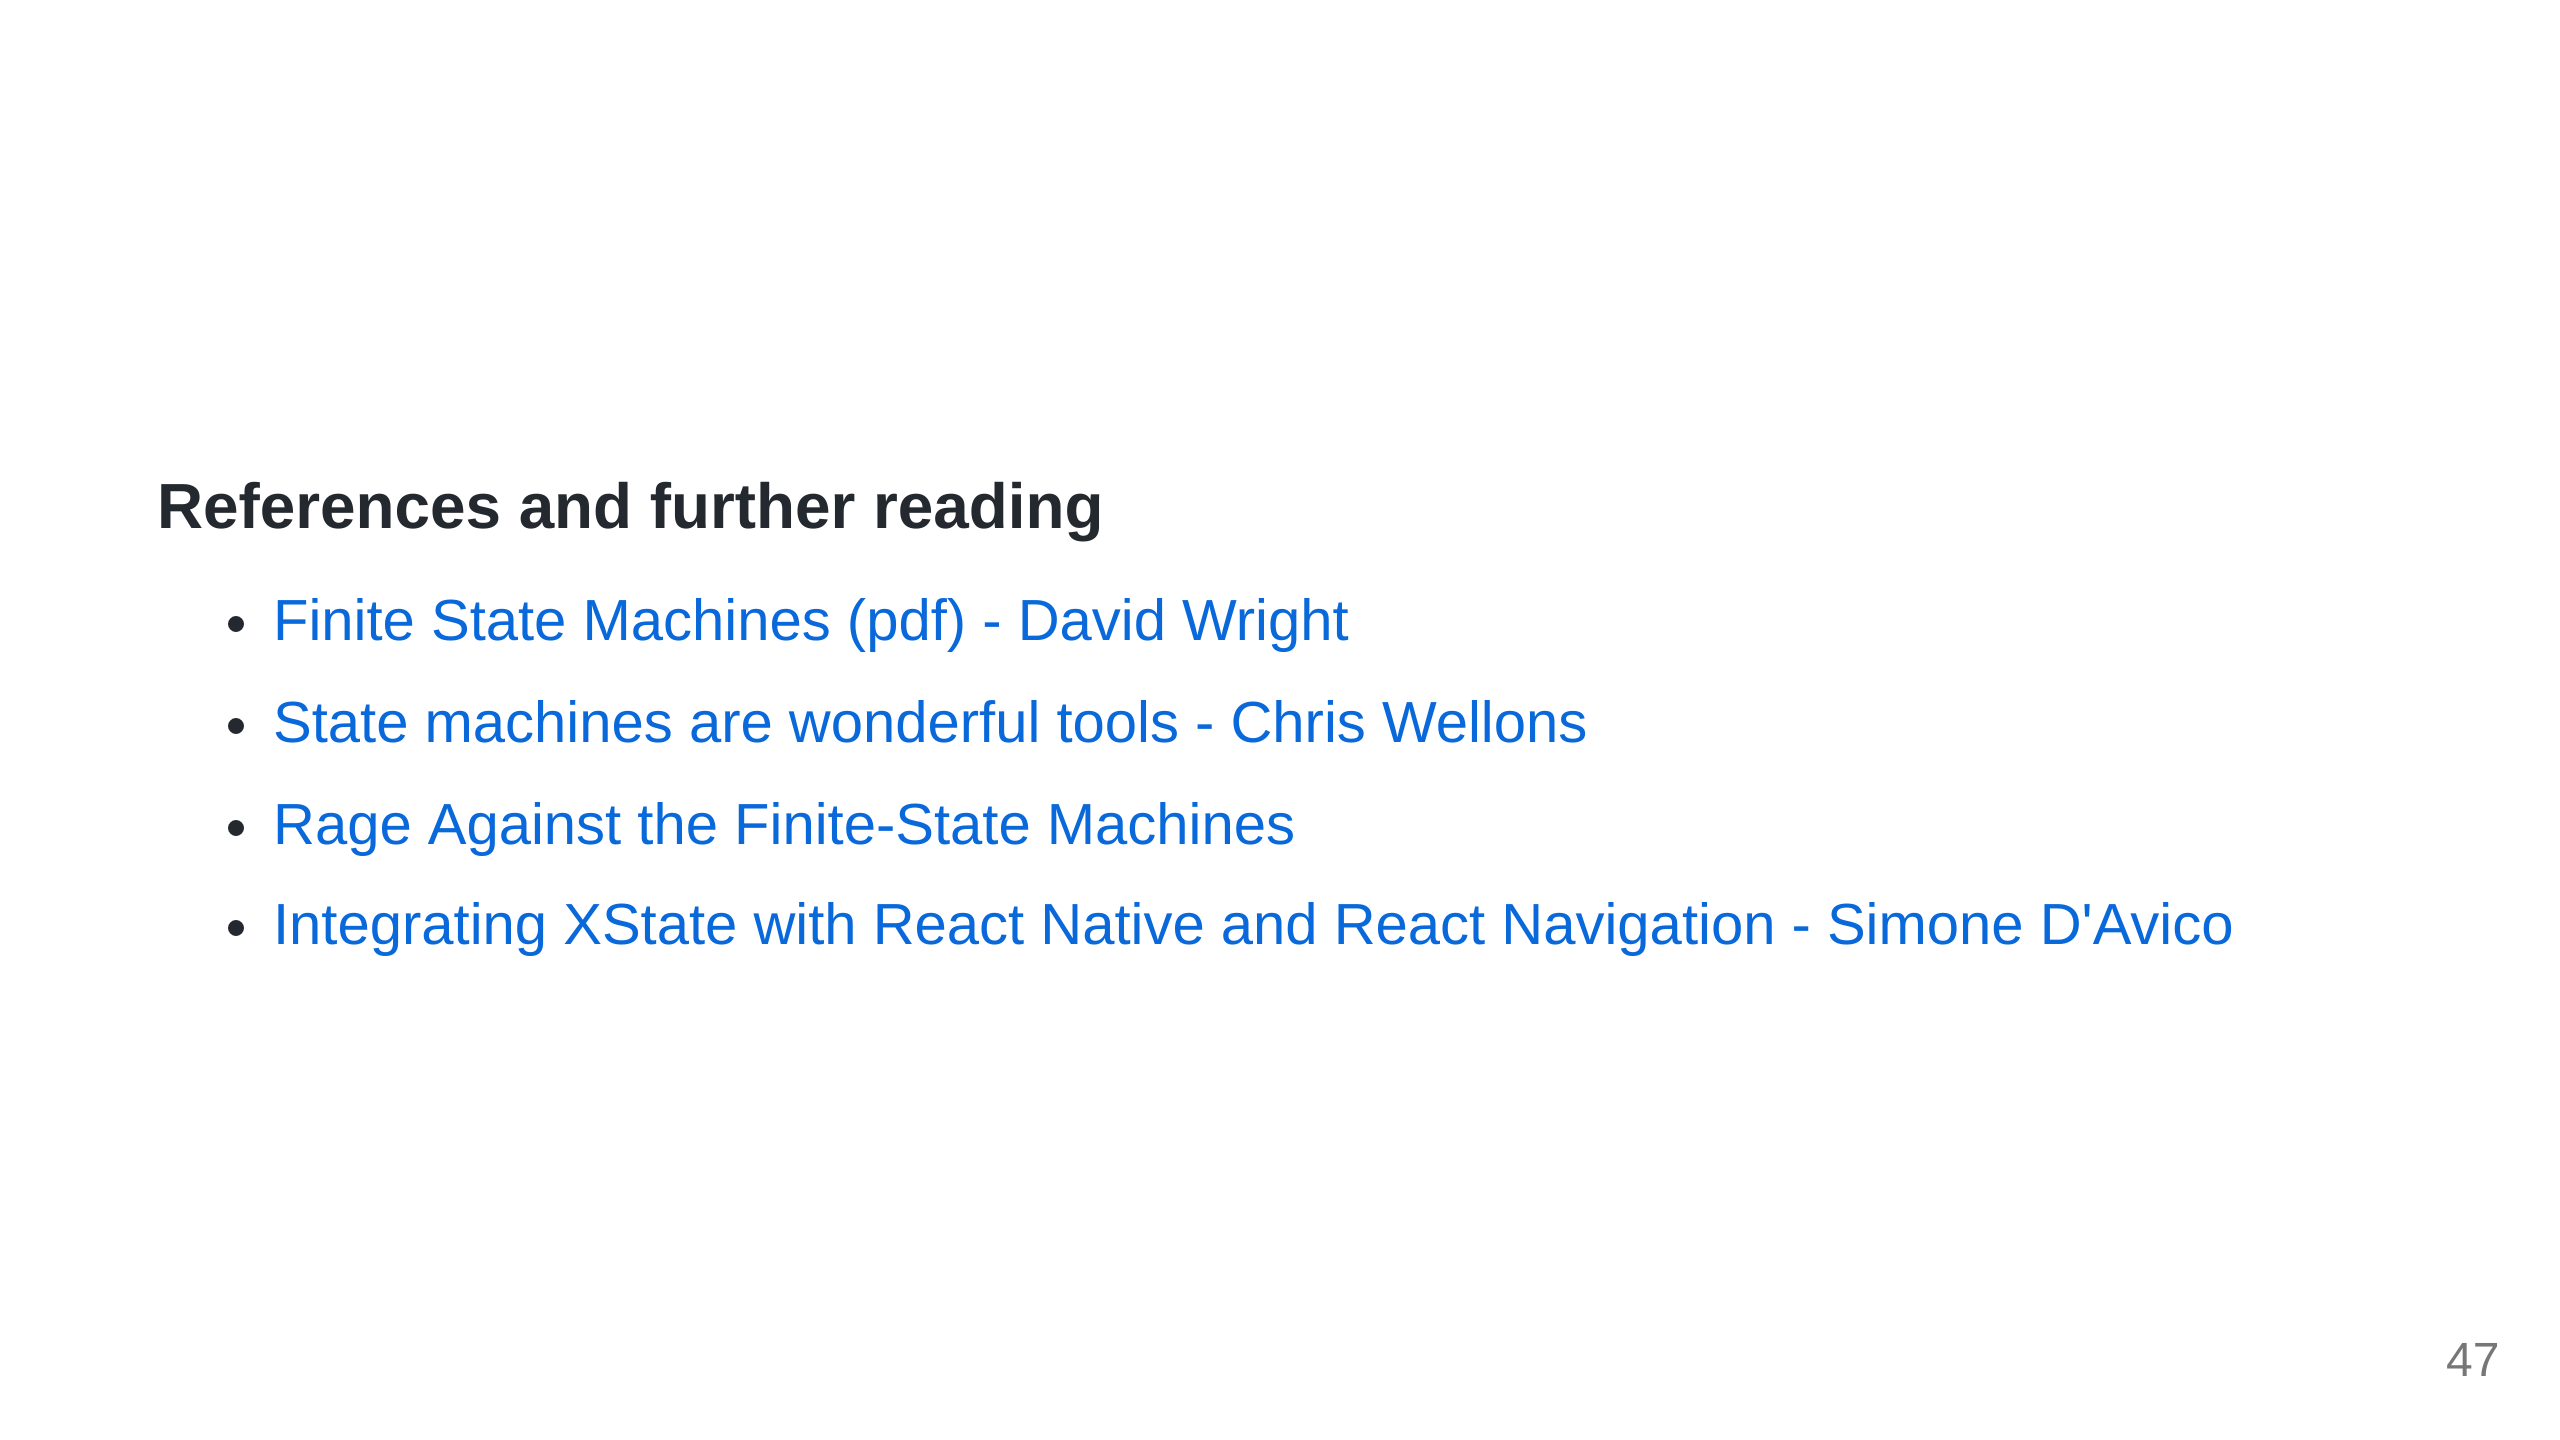 References and further reading
• Finite State Machines (pdf) - David Wright
• State machines are wonderful tools - Chris Wellons
• Rage Against the Finite-State Machines
• Integrating XState with React Native and React Navigation - Simone D'Avico
47